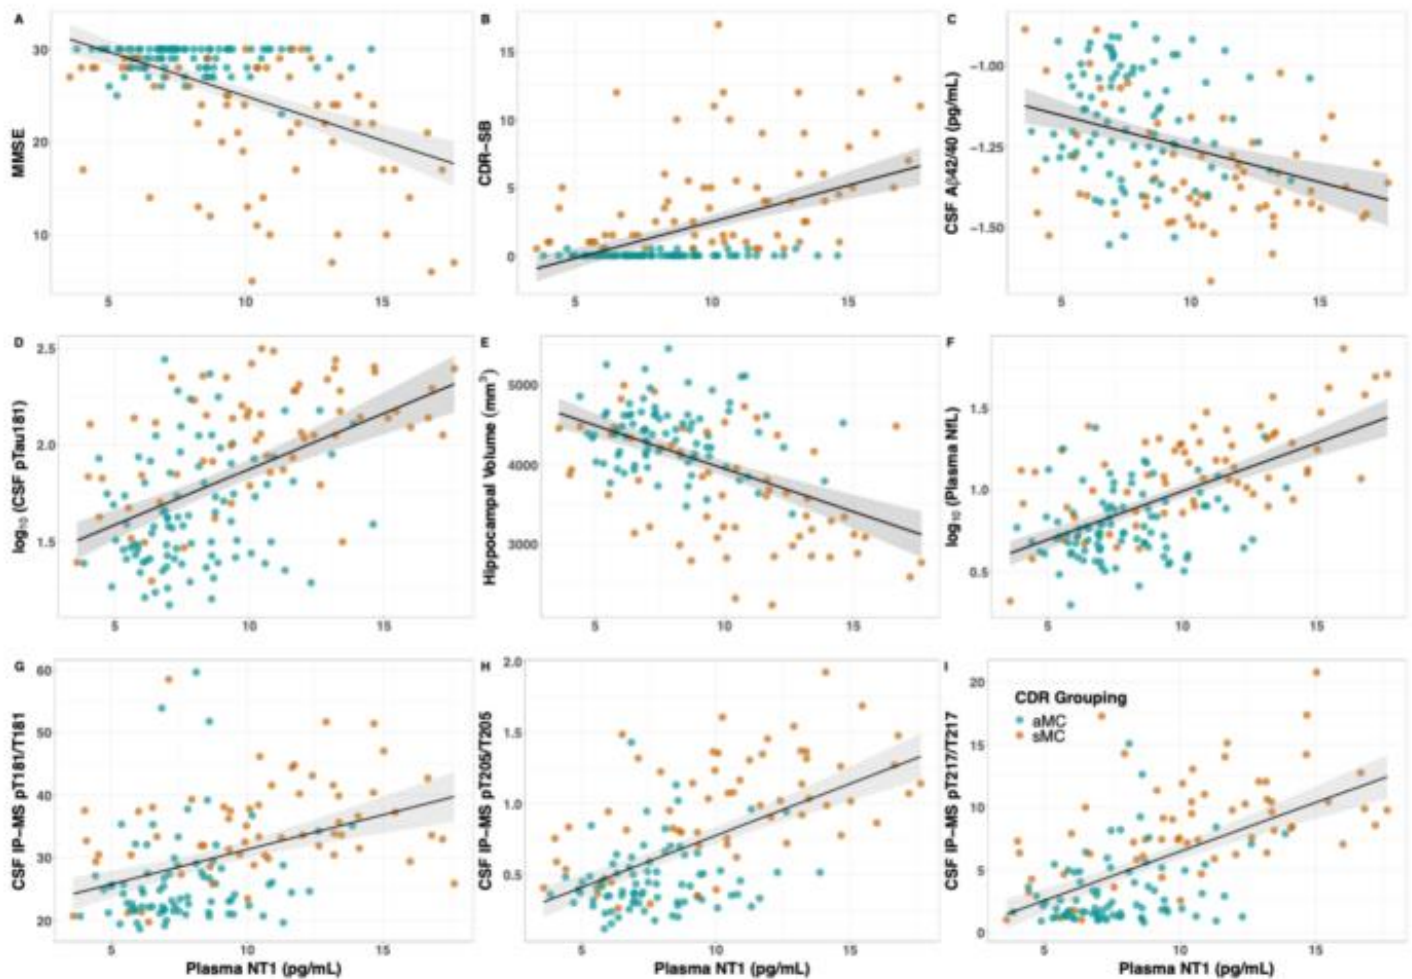 A
MMSE
30
20
10
5
10
15
B
CDR−SB
15
10
5
0
5
10
15
C
CSF Aβ42/40 (pg/mL)
−1.00
−1.25
−1.50
5
10
15
D
log₁₀ (CSF pTau181)
2.5
2.0
1.5
5
10
15
E
Hippocampal Volume (mm³)
5000
4000
3000
5
10
15
F
log₁₀ (Plasma NfL)
1.5
1.0
0.5
5
10
15
G
CSF IP−MS pT181/T181
60
50
40
30
20
5
10
15
Plasma NT1 (pg/mL)
H
CSF IP−MS pT205/T205
2.0
1.5
1.0
0.5
5
10
15
Plasma NT1 (pg/mL)
I
CSF IP−MS pT217/T217
20
15
10
5
0
CDR Grouping
aMC
sMC
5
10
15
Plasma NT1 (pg/mL)